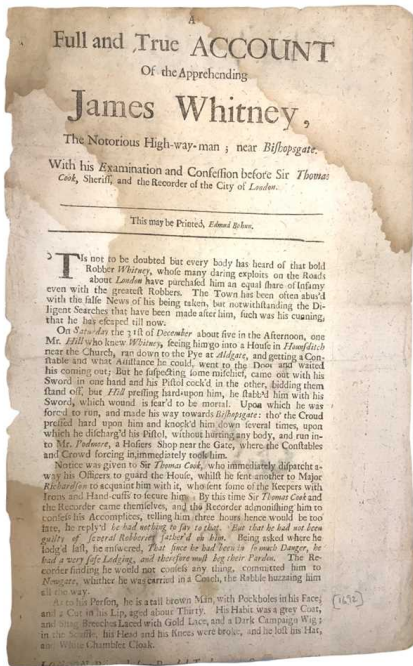 A
Full and True ACCOUNT
Of the Apprehending
James Whitney,
The Notorious High-way-man; near Bishopsgate.
With his Examination and Confession before Sir Thomas
Cook, Sheriff, and the Recorder of the City of London.
This may be Printed, Edmund Bohun.
'TIs not to be doubted but every body has heard of that bold
Robber Whitney, whose many daring exploits on the Roads
about London have purchased him an equal share of Infamy
even with the greatest Robbers. The Town has been often abus'd
with the false News of his being taken, but notwithstanding the Di-
ligent Searches that have been made after him, such was his cunning,
that he has escaped till now.
On Saturday the 31st of December about five in the Afternoon, one
Mr. Hill who knew Whitney, seeing him go into a House in Houndsditch
near the Church, ran down to the Pye at Aldgate, and getting a Con-
stable and what Assistance he could, went to the Door and waited
his coming out; But he suspecting some mischief, came out with his
Sword in one hand and his Pistol cock'd in the other, bidding them
stand off, but Hill pressing hard upon him, he stabb'd him with his
Sword, which wound is fear'd to be mortal. Upon which he was
forc'd to run, and made his way towards Bishopsgate: tho' the Croud
pressed hard upon him and knock'd him down several times, upon
which he discharg'd his Pistol, without hurting any body, and run in-
to Mr. Podmore, a Hosiers Shop near the Gate, where the Constables
and Crowd forcing in, immediately took him.
Notice was given to Sir Thomas Cook, who immediately dispatcht a-
way his Officers to guard the House, whilst he sent another to Major
Richardson to acquaint him with it, who sent some of the Keepers with
Irons and Hand-cuffs to secure him. By this time Sir Thomas Cook and
the Recorder came themselves, and the Recorder admonishing him to
confess his Accomplices, telling him three hours hence would be too
late, he reply'd he had nothing to say to that. But that he had not been
guilty of several Robberies father'd on him. Being asked where he
lodg'd last, he answered, That since he had been in so much Danger, he
had a very safe Lodging, and therefore must beg their Pardon. The Re-
corder finding he would not confess any thing, committed him to
Newgate, whither he was carried in a Coach, the Rabble huzzaing him
all the way.
As to his Person, he is a tall brown Man, with Pockholes in his Face,
and a Cut in his Lip, aged about Thirty. His Habit was a grey Coat,
and Breeches Laced with Gold Lace, and a Dark Campaign Wig;
in the Scuffle, his Head and his Knees were broke, and he lost his Hat,
and White Chamblet Cloak.
(1692)